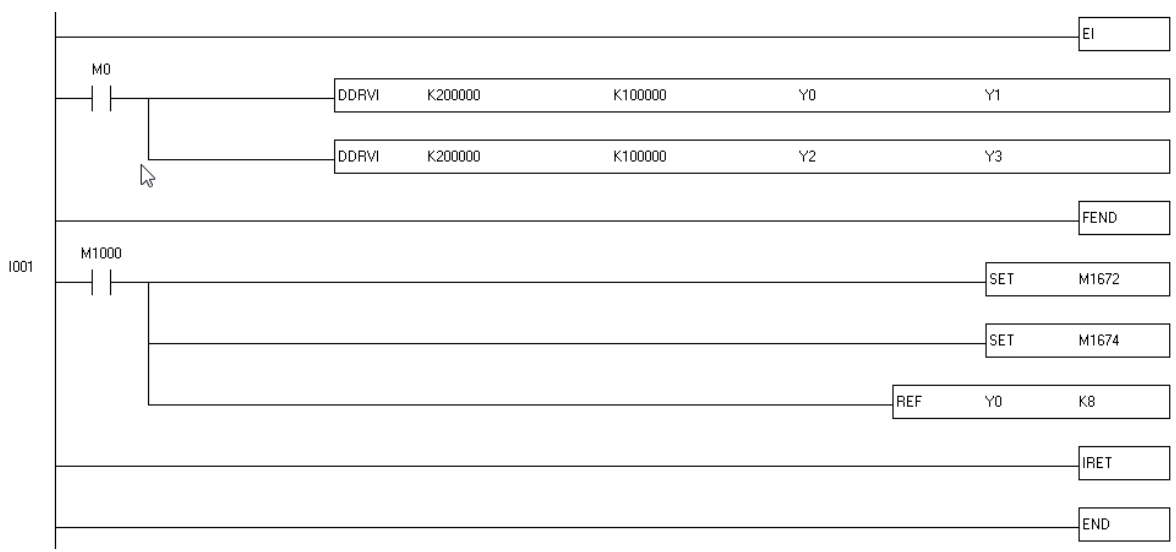 EI
M0
DDRVI K200000 K100000 Y0 Y1
DDRVI K200000 K100000 Y2 Y3
FEND
M1000
I001
SET M1672
SET M1674
REF Y0 K8
IRET
END